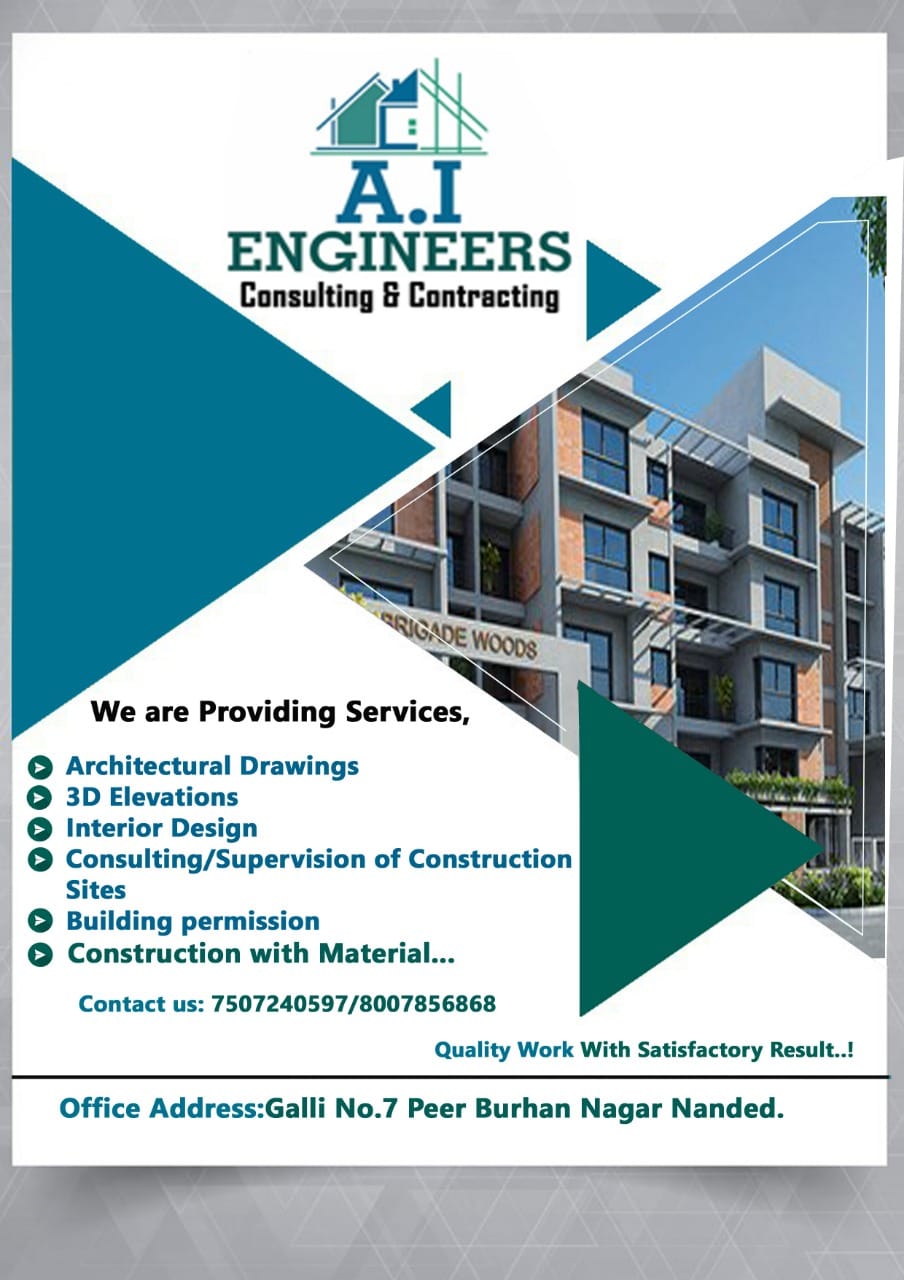 A.I
ENGINEERS
Consulting & Contracting
BRIGADE WOODS
We are Providing Services,
Architectural Drawings
3D Elevations
Interior Design
Consulting/Supervision of Construction
Sites
Building permission
Construction with Material...
Contact us: 7507240597/8007856868
Quality Work With Satisfactory Result..!
Office Address:Galli No.7 Peer Burhan Nagar Nanded.